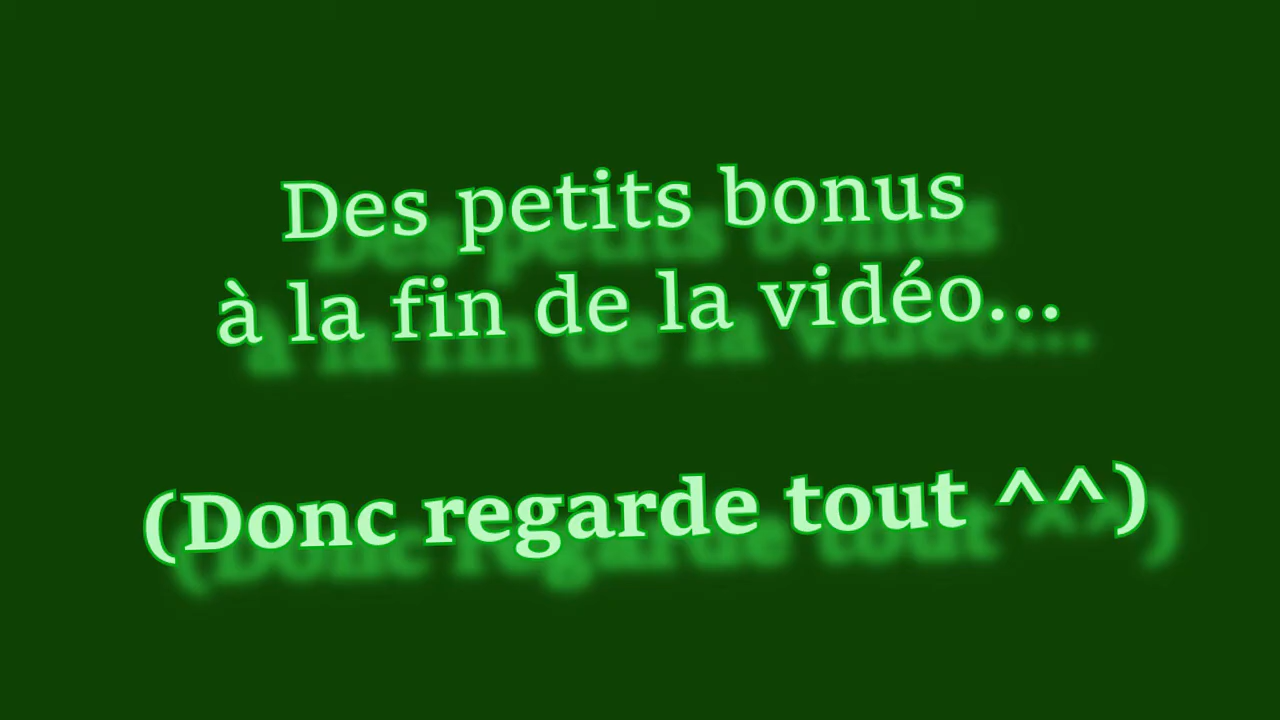 Des petits bonus
à la fin de la vidéo...
(Donc regarde tout ^^)